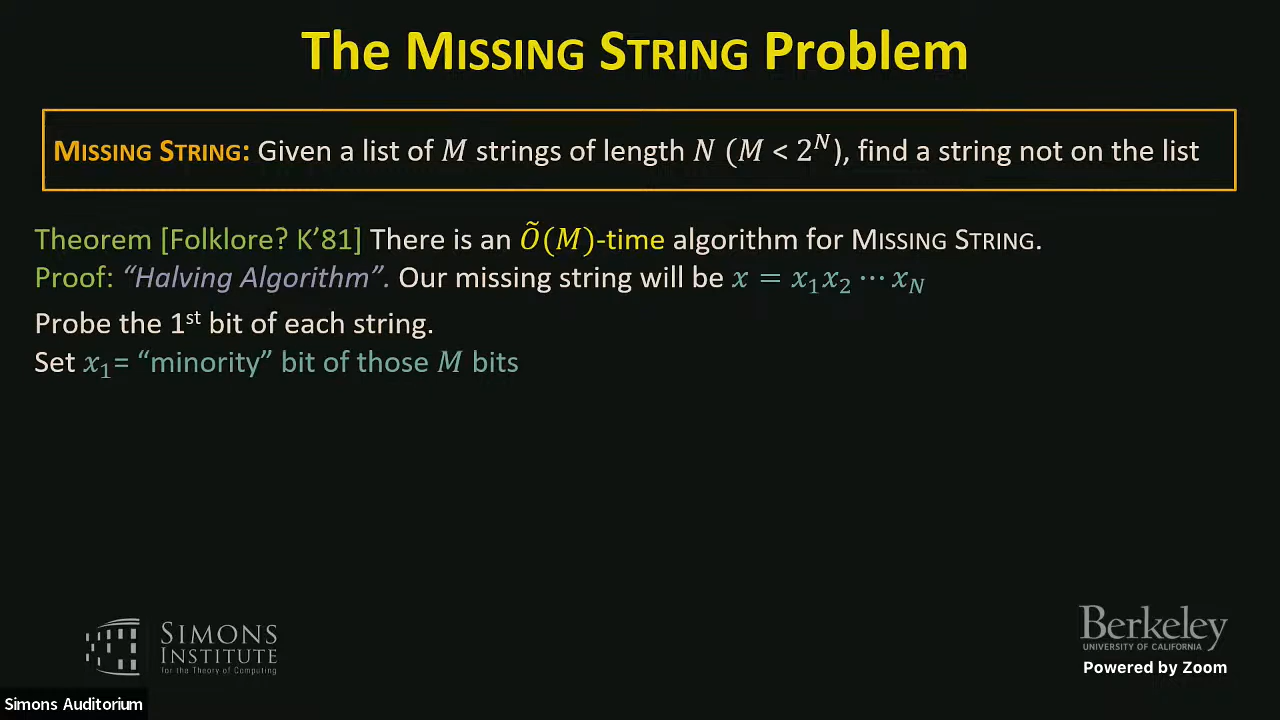 The MISSING STRING Problem
MISSING STRING: Given a list of M strings of length N (M < 2^N), find a string not on the list
Theorem [Folklore? K’81] There is an Õ(M)-time algorithm for MISSING STRING.
Proof: “Halving Algorithm”. Our missing string will be x = x₁x₂ ⋯ x_N
Probe the 1st bit of each string.
Set x₁= “minority” bit of those M bits
SIMONS
INSTITUTE
for the Theory of Computing
Berkeley
UNIVERSITY OF CALIFORNIA
Powered by Zoom
Simons Auditorium